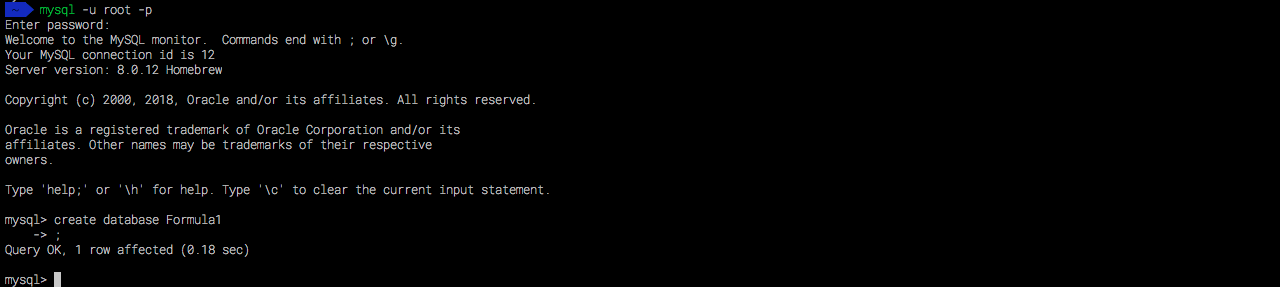 ~ mysql -u root -p
Enter password:
Welcome to the MySQL monitor.  Commands end with ; or \g.
Your MySQL connection id is 12
Server version: 8.0.12 Homebrew

Copyright (c) 2000, 2018, Oracle and/or its affiliates. All rights reserved.

Oracle is a registered trademark of Oracle Corporation and/or its
affiliates. Other names may be trademarks of their respective
owners.

Type 'help;' or '\h' for help. Type '\c' to clear the current input statement.

mysql> create database Formula1
    -> ;
Query OK, 1 row affected (0.18 sec)

mysql>